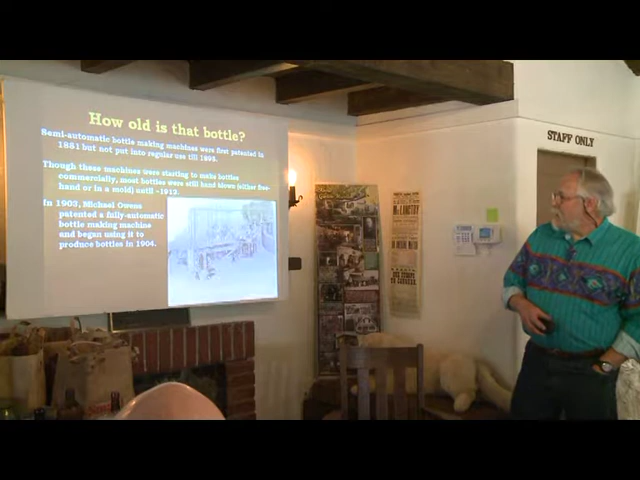 How old is that bottle?
Semi-automatic bottle making machines were first patented in
1881 but not put into regular use till 1893.
Though these machines were starting to make bottles
commercially, most bottles were still hand blown (either free-
hand or in a mold) until ~1912.
In 1903, Michael Owens
patented a fully-automatic
bottle making machine
and began using it to
produce bottles in 1904.
STAFF ONLY